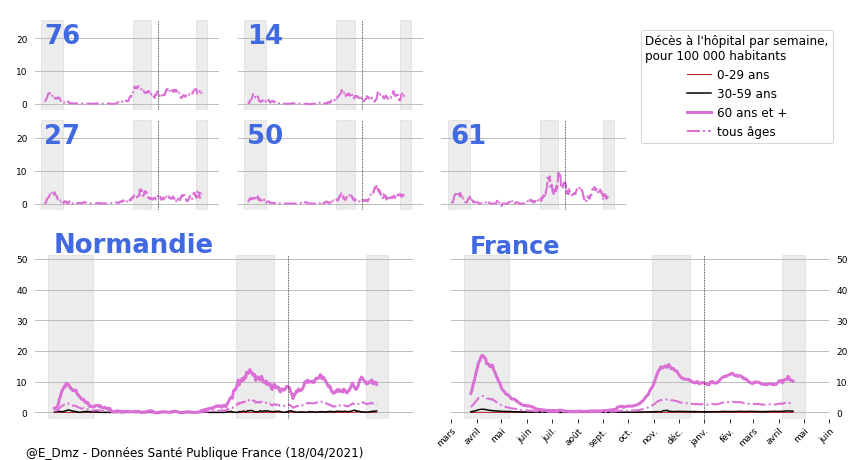 76
14
20
10
0
27
50
61
20
10
0
Décès à l'hôpital par semaine,
pour 100 000 habitants
0-29 ans
30-59 ans
60 ans et +
tous âges
Normandie
France
50
40
30
20
10
0
50
40
30
20
10
0
mars
avril
mai
juin
juil.
août
sept.
oct.
nov.
déc.
janv.
fév.
mars
avril
mai
juin
@E_Dmz - Données Santé Publique France (18/04/2021)